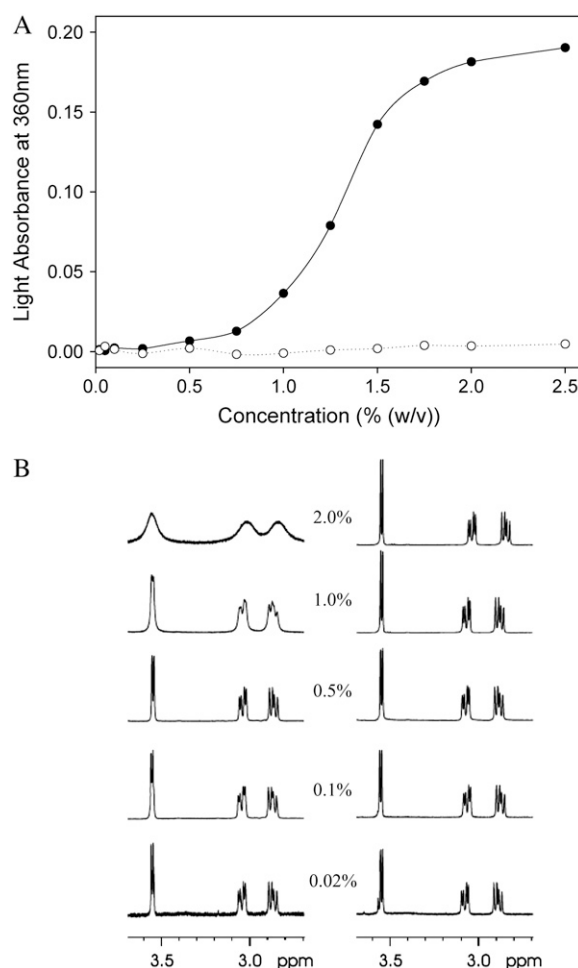 A
0.20
0.15
0.10
0.05
0.00
Light Absorbance at 360nm
0.0 0.5 1.0 1.5 2.0 2.5
Concentration (% (w/v))
B
2.0%
1.0%
0.5%
0.1%
0.02%
3.5 3.0 ppm 3.5 3.0 ppm